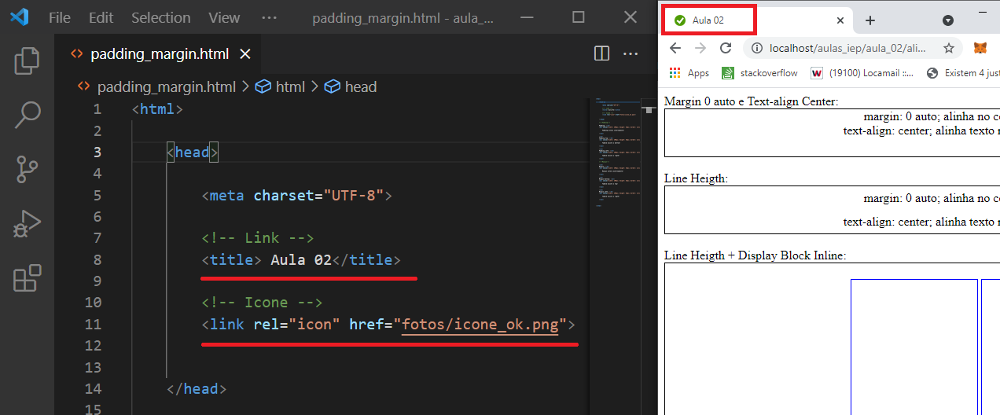 File Edit Selection View ··· padding_margin.html - aula_...
<> padding_margin.html
<> padding_margin.html > html > head
1 <html>
2
3 <head>
4
5 <meta charset="UTF-8">
6
7 <!-- Link -->
8 <title> Aula 02</title>
9
10 <!-- Icone -->
11 <link rel="icon" href="fotos/icone_ok.png">
12
13
14 </head>
15
Aula 02
localhost/aulas_iep/aula_02/ali...
Apps stackoverflow (19100) Locamail ::... Existem 4 just
Margin 0 auto e Text-align Center:
margin: 0 auto; alinha no ce
text-align: center; alinha texto n
Line Heigth:
margin: 0 auto; alinha no ce
text-align: center; alinha texto n
Line Heigth + Display Block Inline: